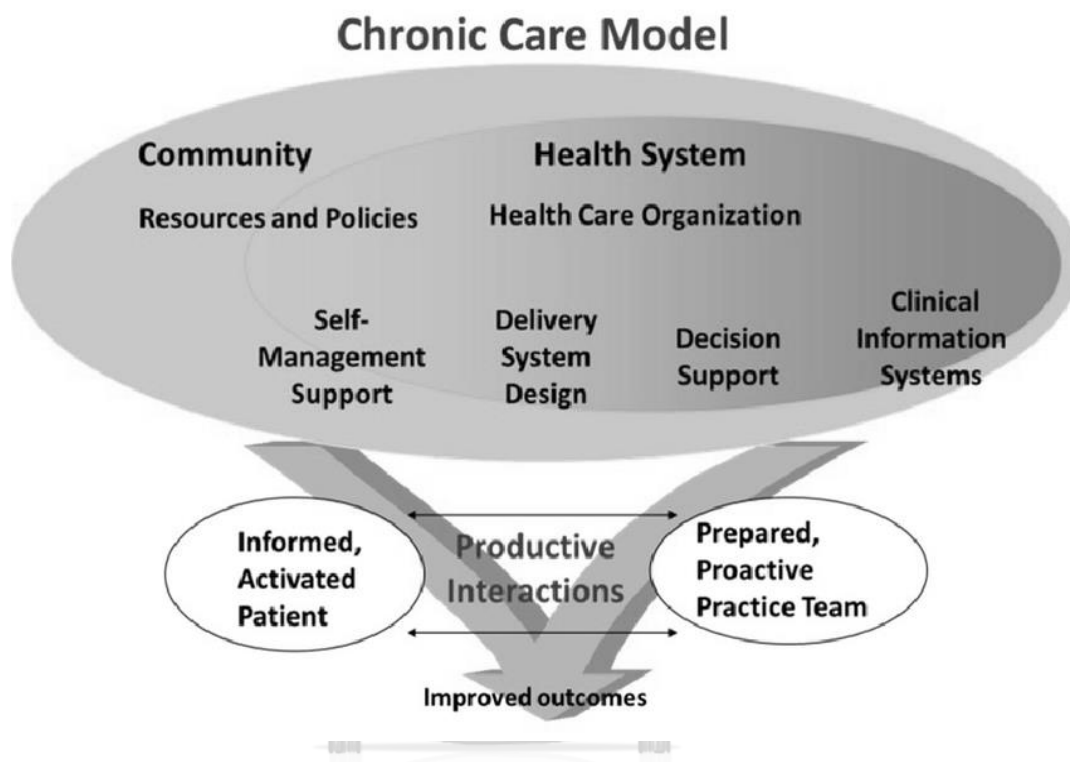 Chronic Care Model
Community
Resources and Policies
Health System
Health Care Organization
Self-
Management
Support
Delivery
System
Design
Decision
Support
Clinical
Information
Systems
Informed,
Activated
Patient
Productive
Interactions
Prepared,
Proactive
Practice Team
Improved outcomes